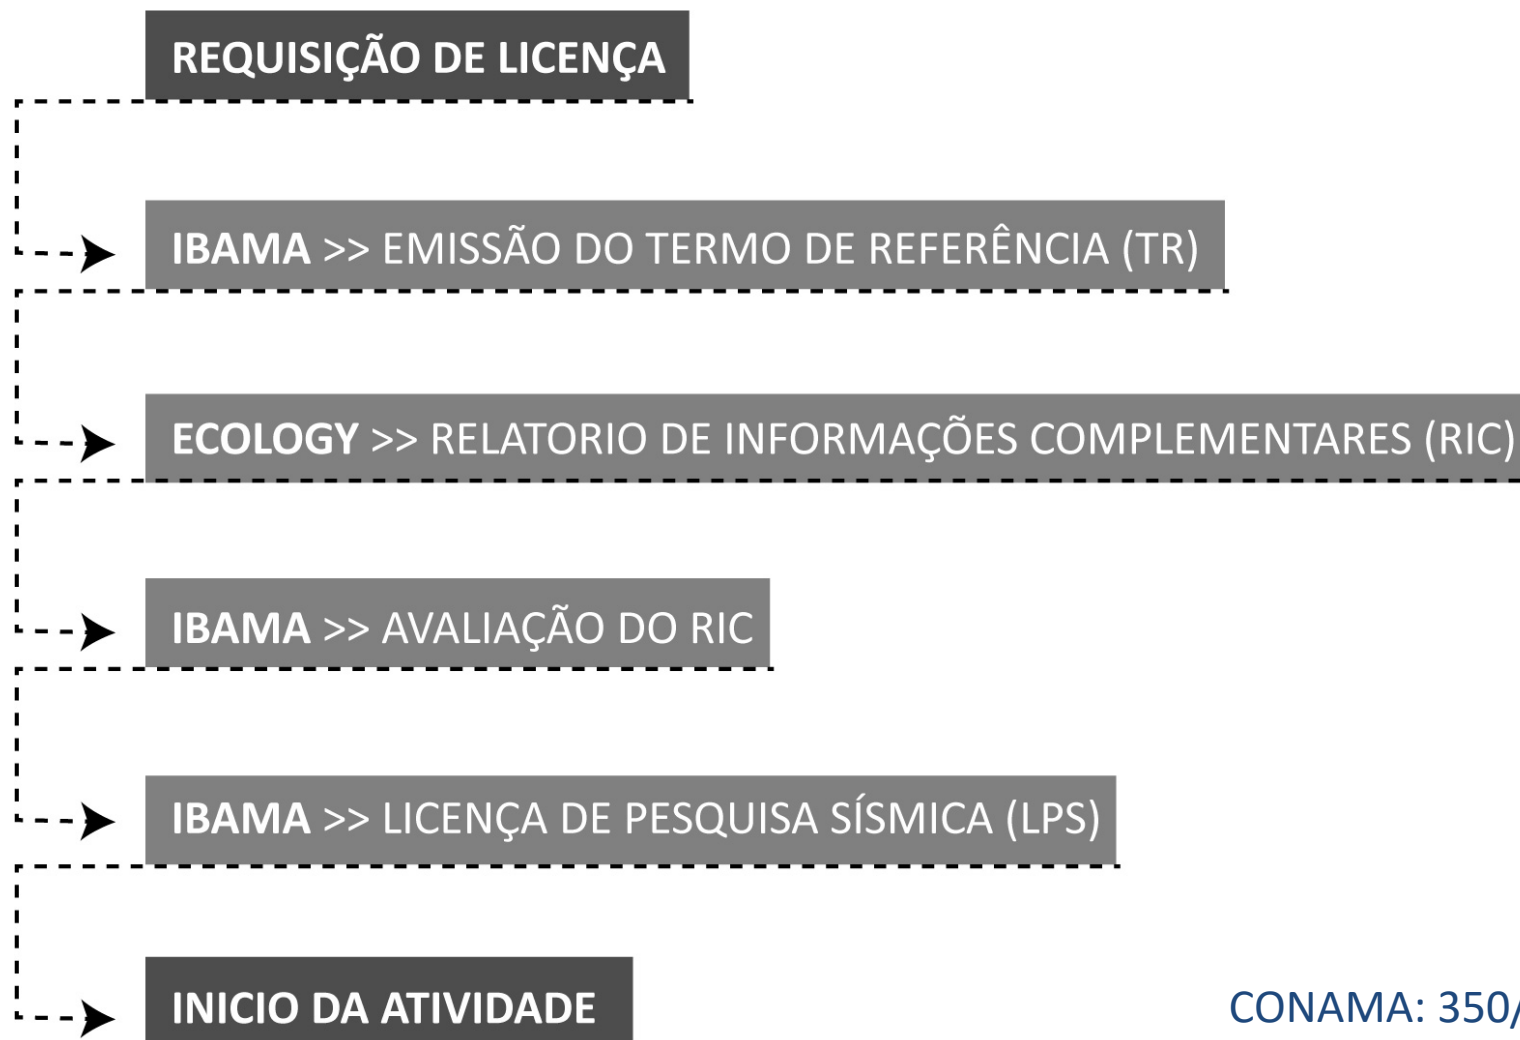 REQUISIÇÃO DE LICENÇA
IBAMA >> EMISSÃO DO TERMO DE REFERÊNCIA (TR)
ECOLOGY >> RELATORIO DE INFORMAÇÕES COMPLEMENTARES (RIC)
IBAMA >> AVALIAÇÃO DO RIC
IBAMA >> LICENÇA DE PESQUISA SÍSMICA (LPS)
INICIO DA ATIVIDADE
CONAMA: 350/